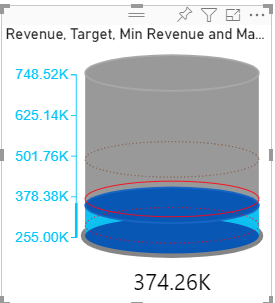 Revenue, Target, Min Revenue and Ma...
748.52K
625.14K
501.76K
378.38K
255.00K
374.26K